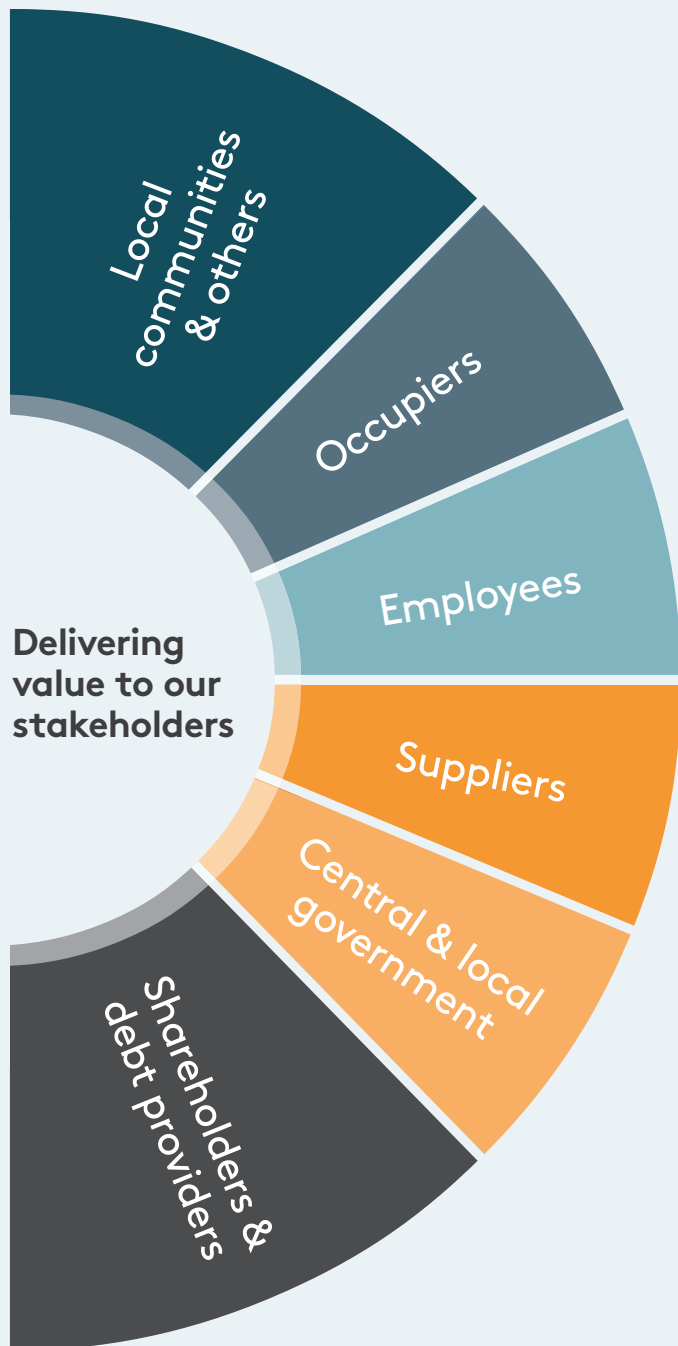 Local
communities
& others
Occupiers
Employees
Delivering
value to our
stakeholders
Suppliers
Central & local
government
Shareholders &
debt providers